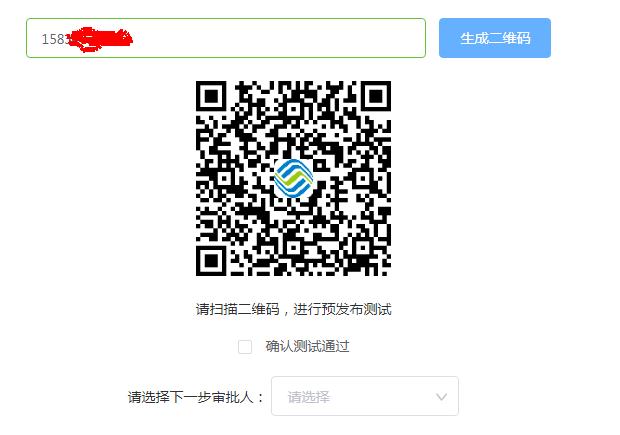 158
生成二维码
请扫描二维码，进行预发布测试
确认测试通过
请选择下一步审批人：
请选择